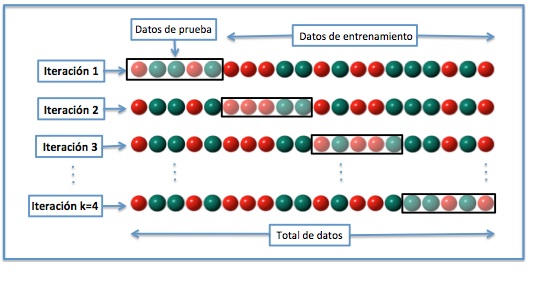 Datos de prueba
Datos de entrenamiento
Iteración 1
Iteración 2
Iteración 3
Iteración k=4
Total de datos